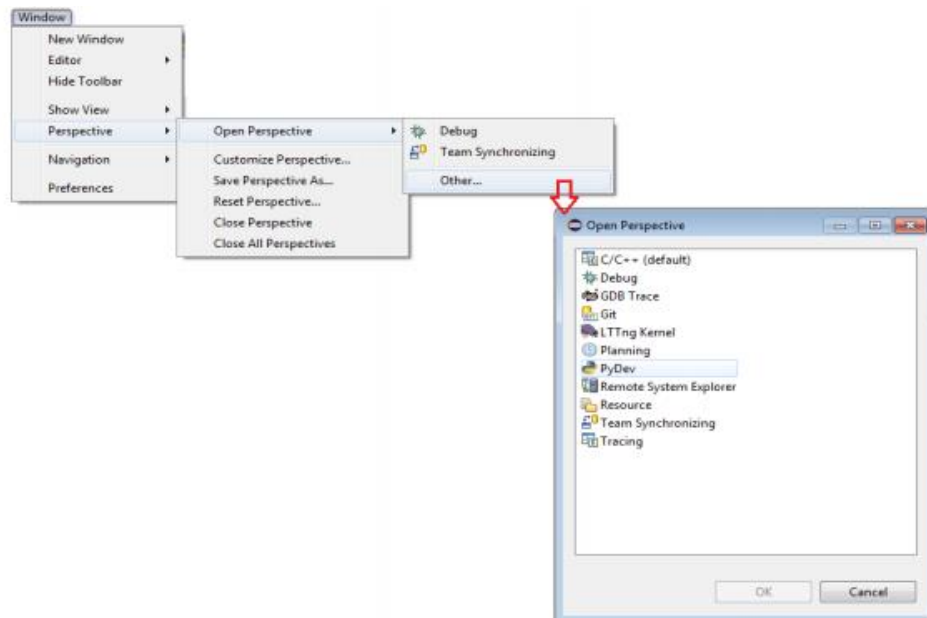 Window
New Window
Editor
Hide Toolbar
Show View
Perspective
Navigation
Preferences
Open Perspective
Customize Perspective...
Save Perspective As...
Reset Perspective...
Close Perspective
Close All Perspectives
Debug
Team Synchronizing
Other...
Open Perspective
C/C++ (default)
Debug
GDB Trace
Git
LTTng Kernel
Planning
PyDev
Remote System Explorer
Resource
Team Synchronizing
Tracing
OK
Cancel